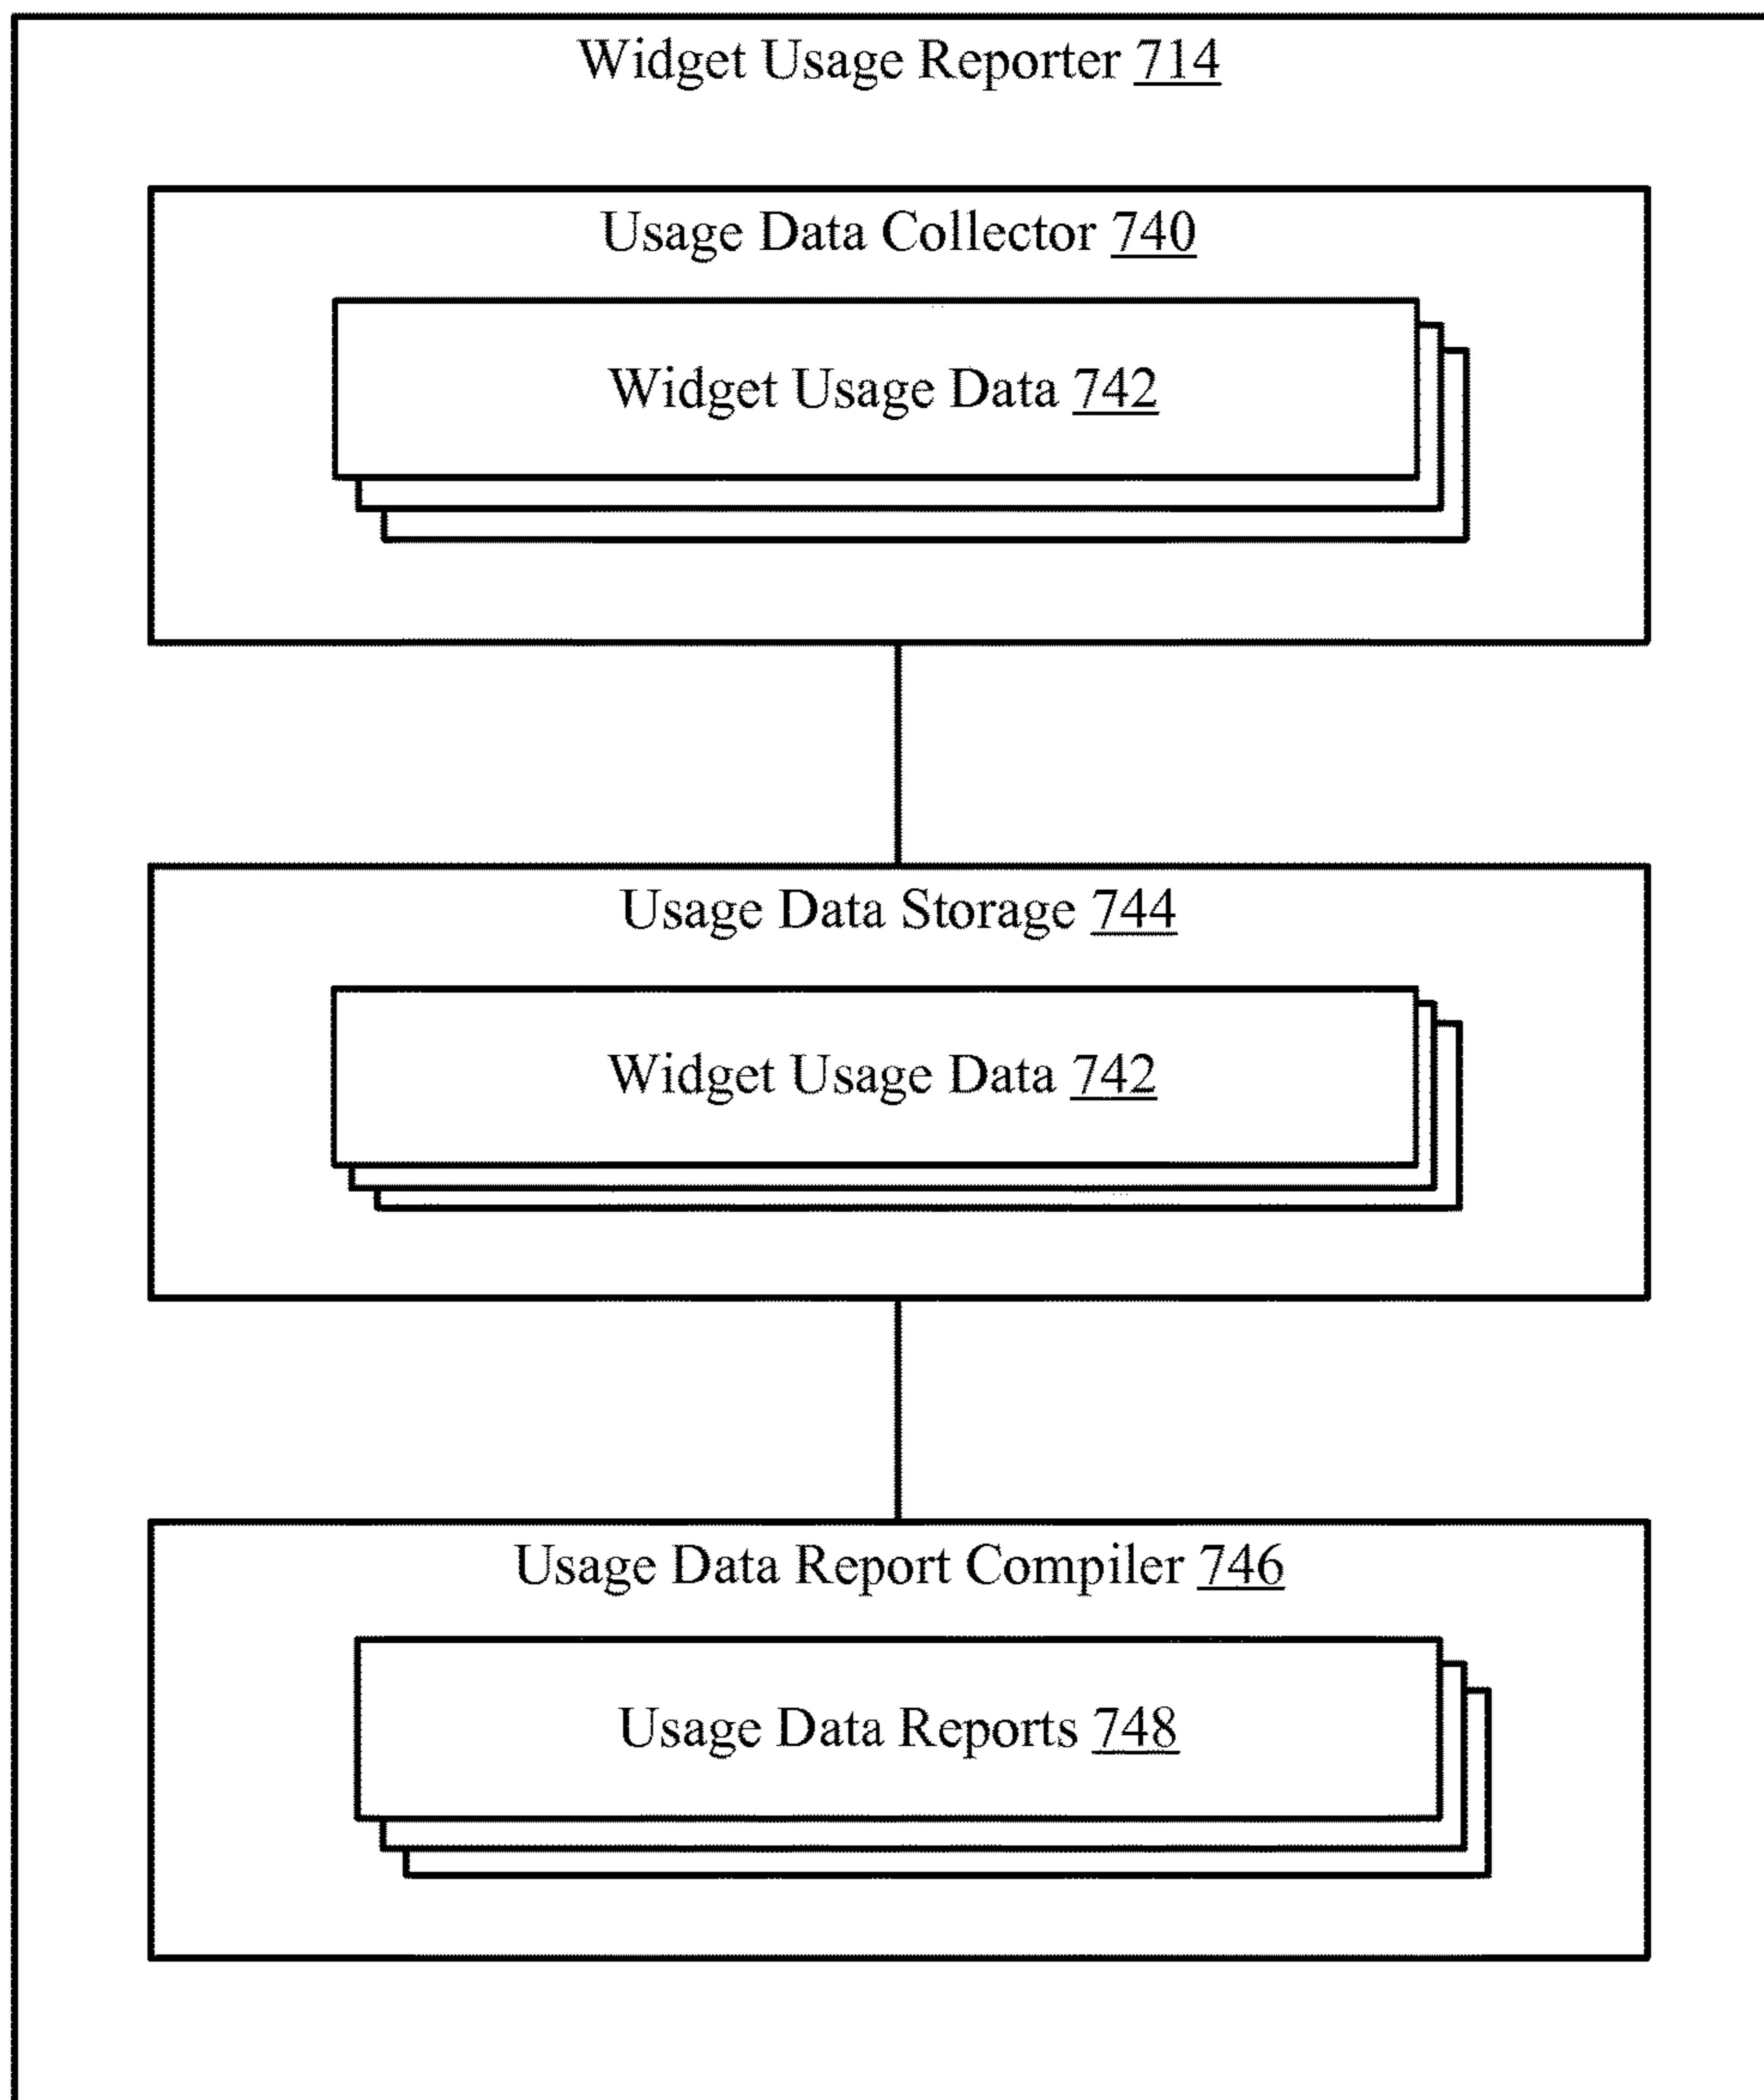 Widget Usage Reporter 714
Usage Data Collector 740
Widget Usage Data 742
Usage Data Storage 744
Widget Usage Data 742
Usage Data Report Compiler 746
Usage Data Reports 748